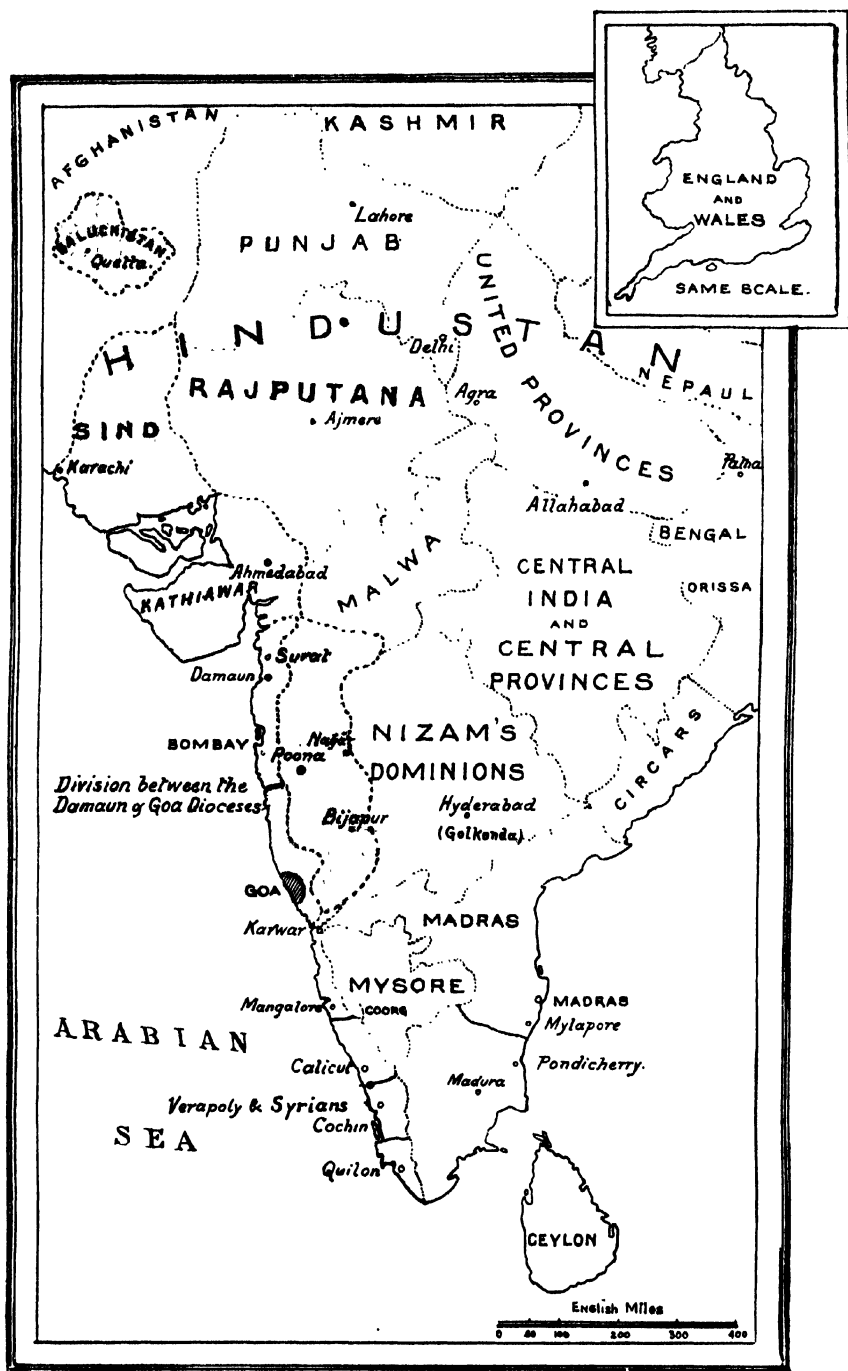 ENGLAND
AND
WALES
SAME SCALE.
AFGHANISTAN
KASHMIR
BALUCHISTAN
Quetta
Lahore
PUNJAB
HINDUSTAN
Delhi
UNITED PROVINCES
NEPAUL
RAJPUTANA
Agra
Ajmere
SIND
Karachi
Patna
Allahabad
BENGAL
MALWA
Ahmedabad
KATHIAWAR
CENTRAL
INDIA
AND
CENTRAL
PROVINCES
ORISSA
Surat
Damaun
BOMBAY
Poona
NIZAM'S
DOMINIONS
CIRCARS
Division between the
Damaun & Goa Dioceses
Hyderabad
(Golkonda)
Bijapur
GOA
Karwar
MADRAS
MYSORE
COORG
Mangalore
MADRAS
Mylapore
ARABIAN
SEA
Calicut
Pondicherry.
Madura
Verapoly & Syrians
Cochin
Quilon
CEYLON
English Miles
0 50 100 200 300 400